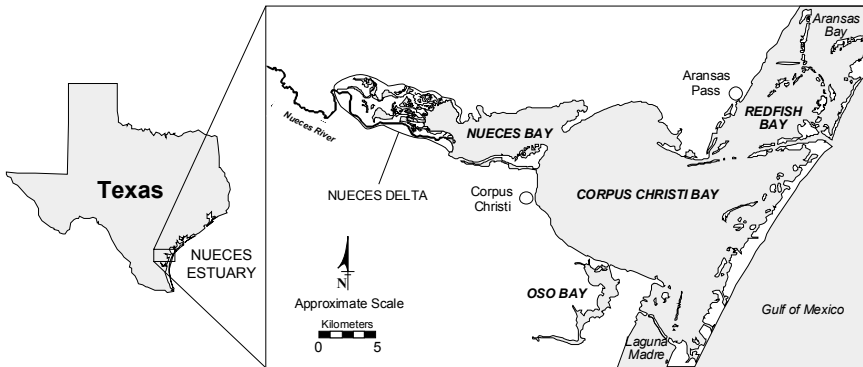 Texas
NUECES
ESTUARY
Nueces River
NUECES DELTA
NUECES BAY
Corpus
Christi
CORPUS CHRISTI BAY
Aransas
Pass
Aransas
Bay
REDFISH
BAY
OSO BAY
Laguna
Madre
Gulf of Mexico
N
Approximate Scale
Kilometers
0 5